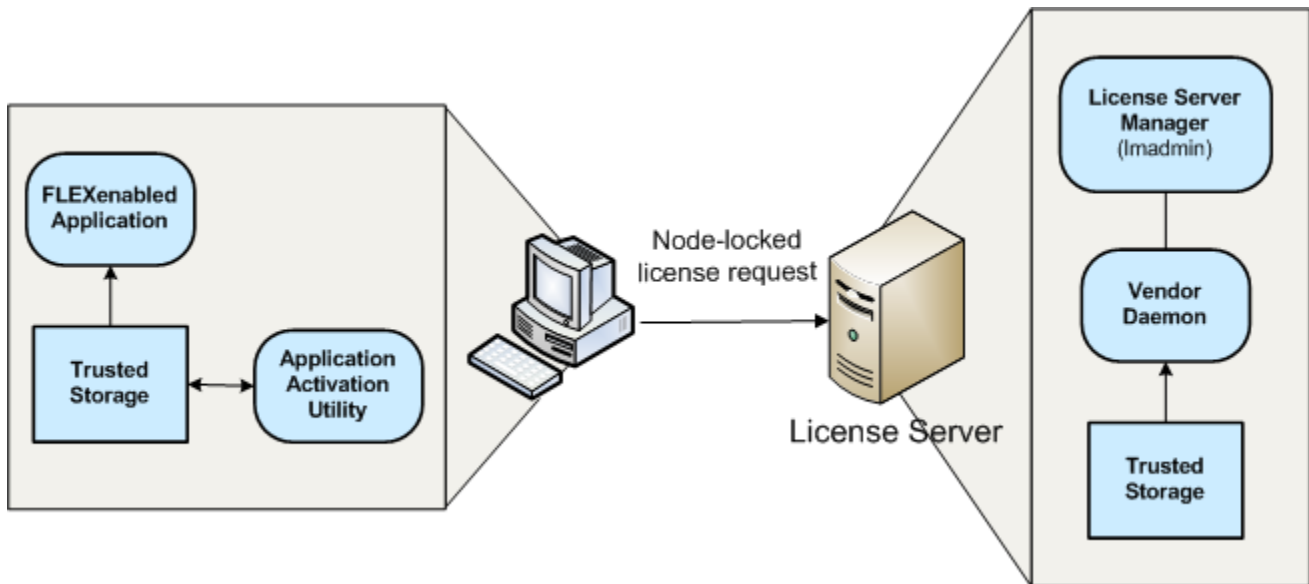 FLEXenabled
Application
Trusted
Storage
Application
Activation
Utility
Node-locked
license request
License Server
License Server
Manager
(lmadmin)
Vendor
Daemon
Trusted
Storage